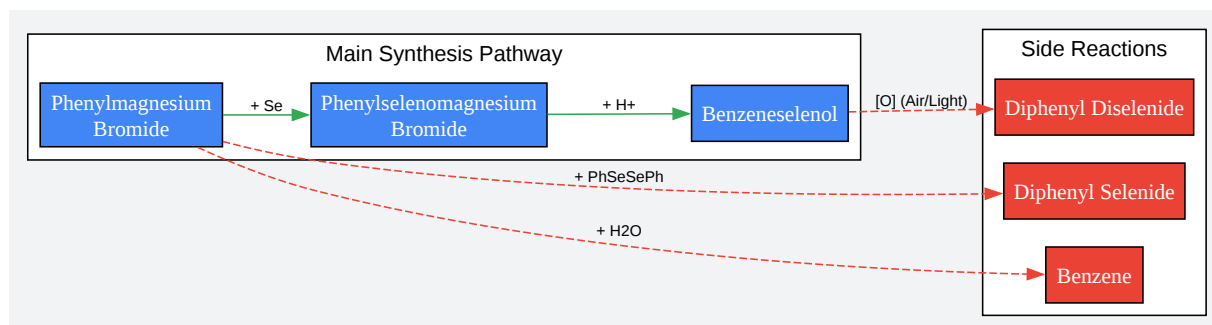 Main Synthesis Pathway
Side Reactions
Phenylmagnesium
Bromide
+ Se
Phenylselenomagnesium
Bromide
+ H+
Benzeneselenol
[O] (Air/Light)
Diphenyl Diselenide
+ PhSeSePh
Diphenyl Selenide
+ H2O
Benzene